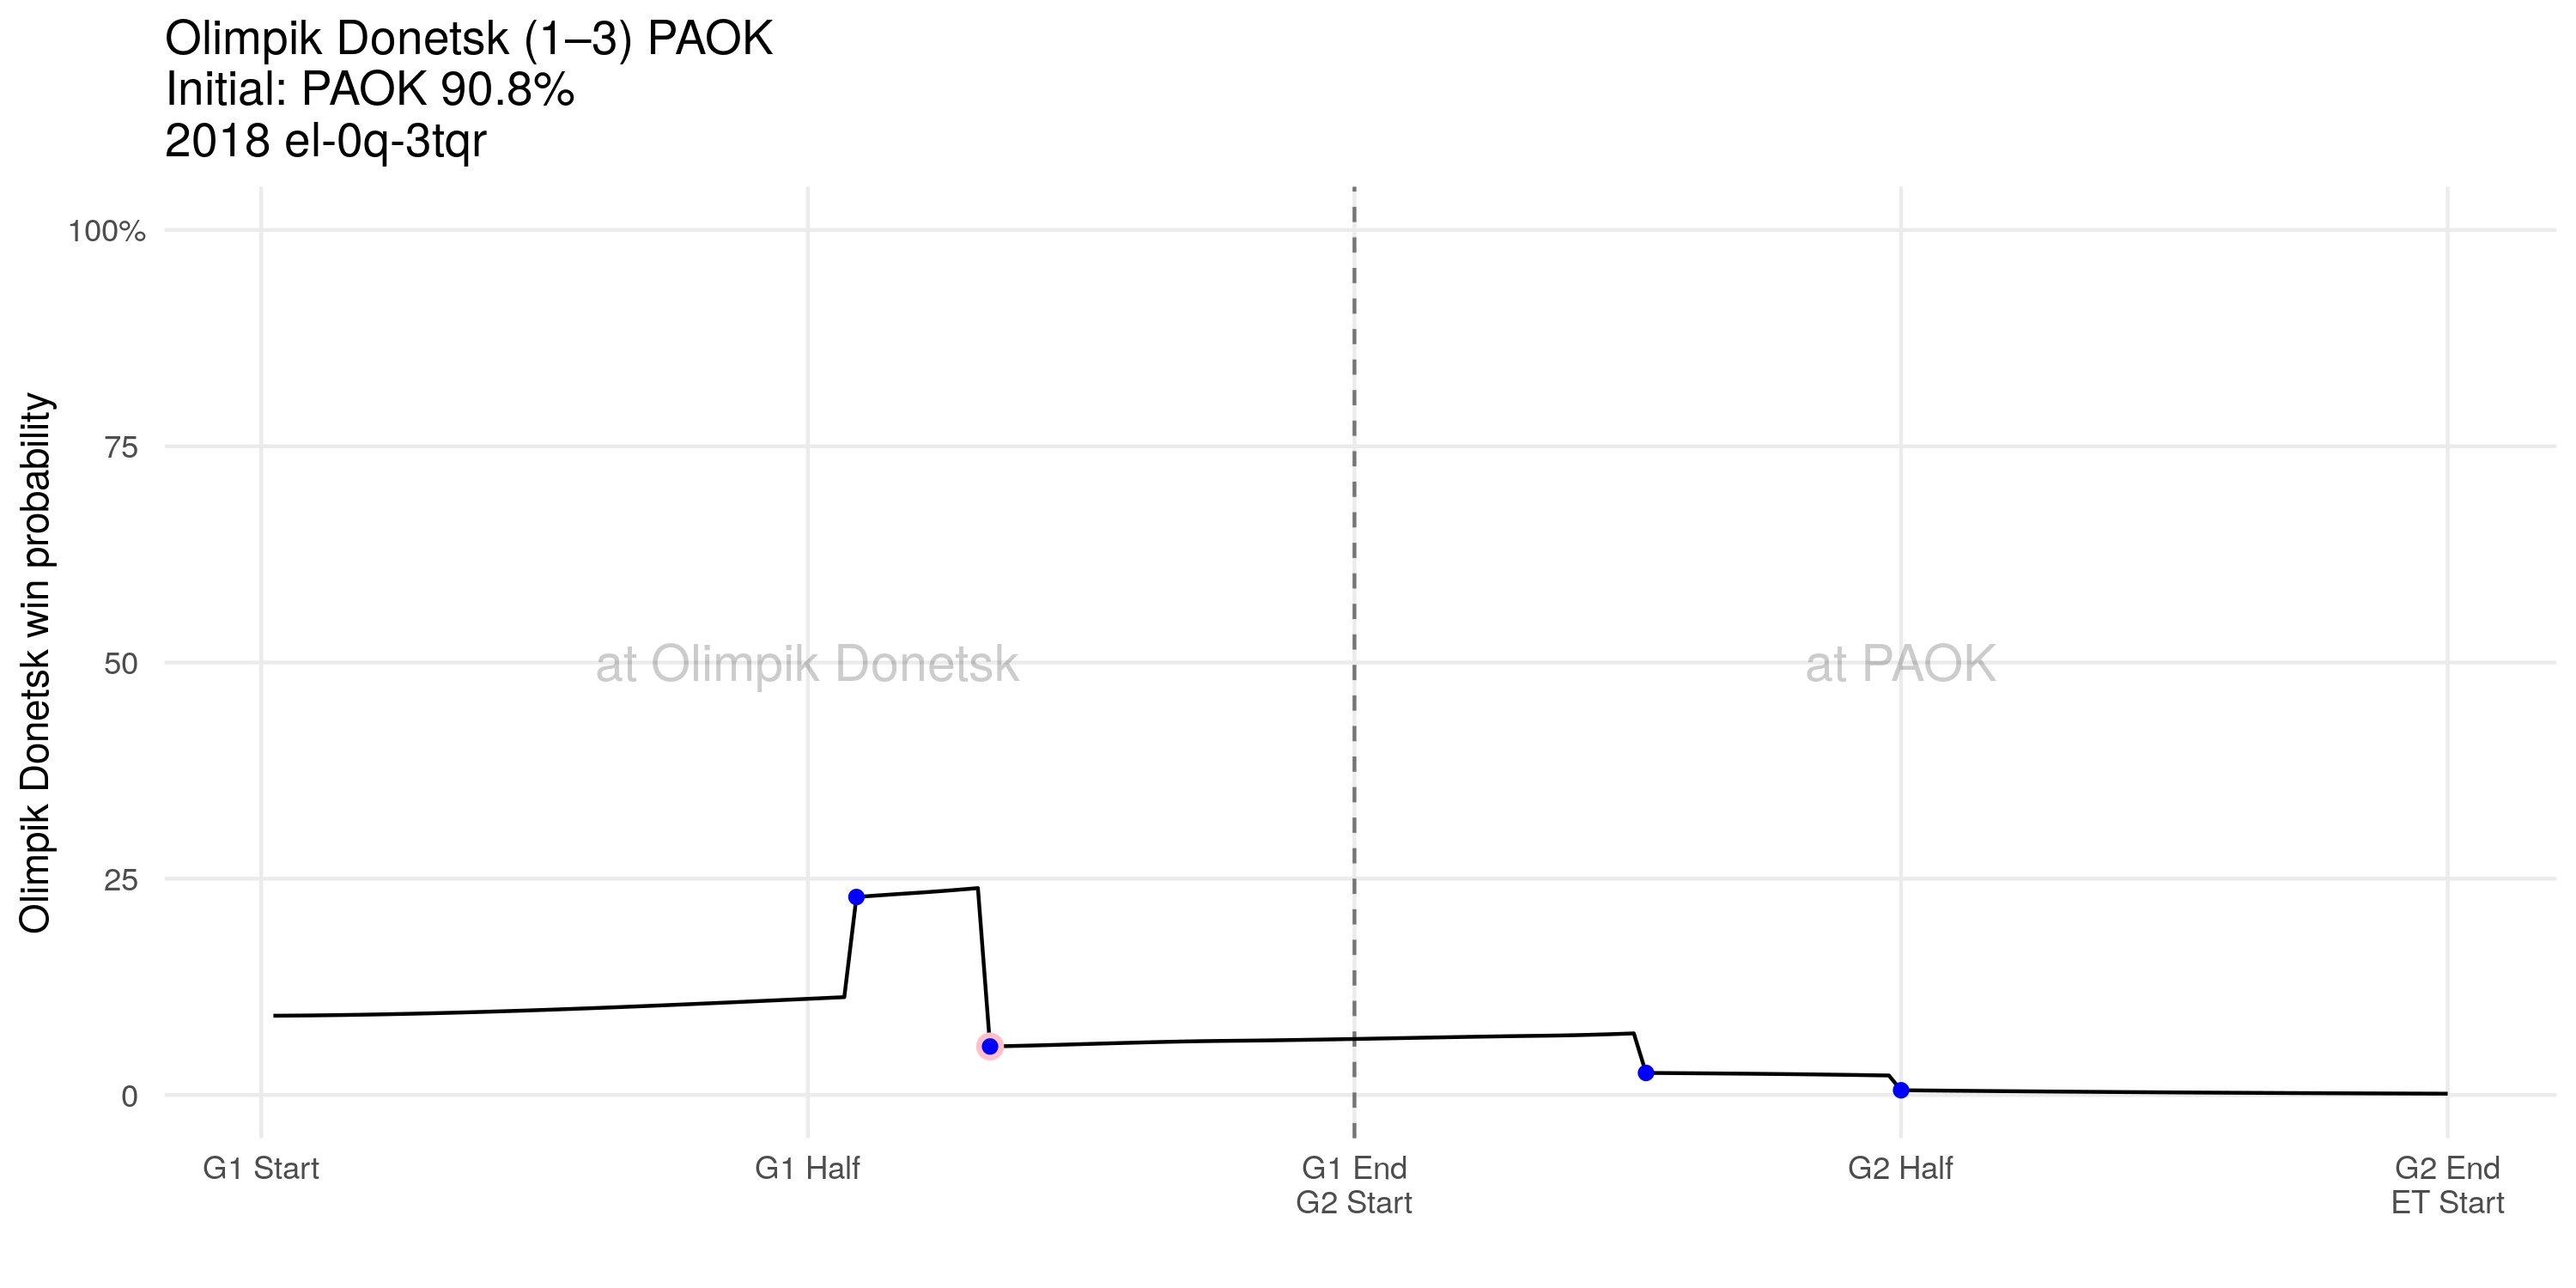 Olimpik Donetsk (1–3) PAOK
Initial: PAOK 90.8%
2018 el-0q-3tqr
Olimpik Donetsk win probability
100%
75
50
25
0
at Olimpik Donetsk
at PAOK
G1 Start
G1 Half
G1 End
G2 Start
G2 Half
G2 End
ET Start